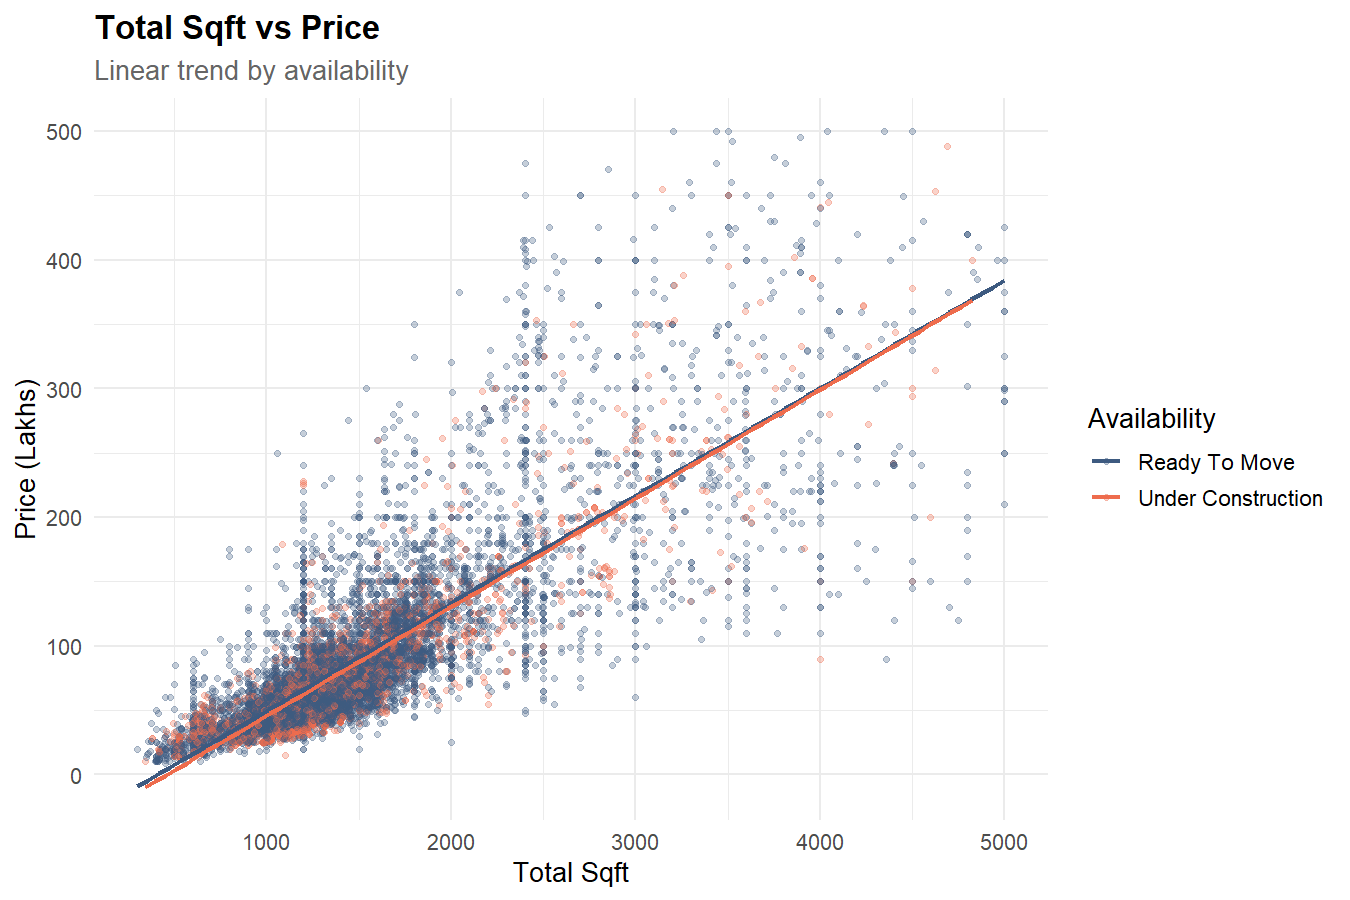 Total Sqft vs Price
Linear trend by availability
500
400
300
200
100
0
Price (Lakhs)
1000 2000 3000 4000 5000
Total Sqft
Availability
Ready To Move
Under Construction